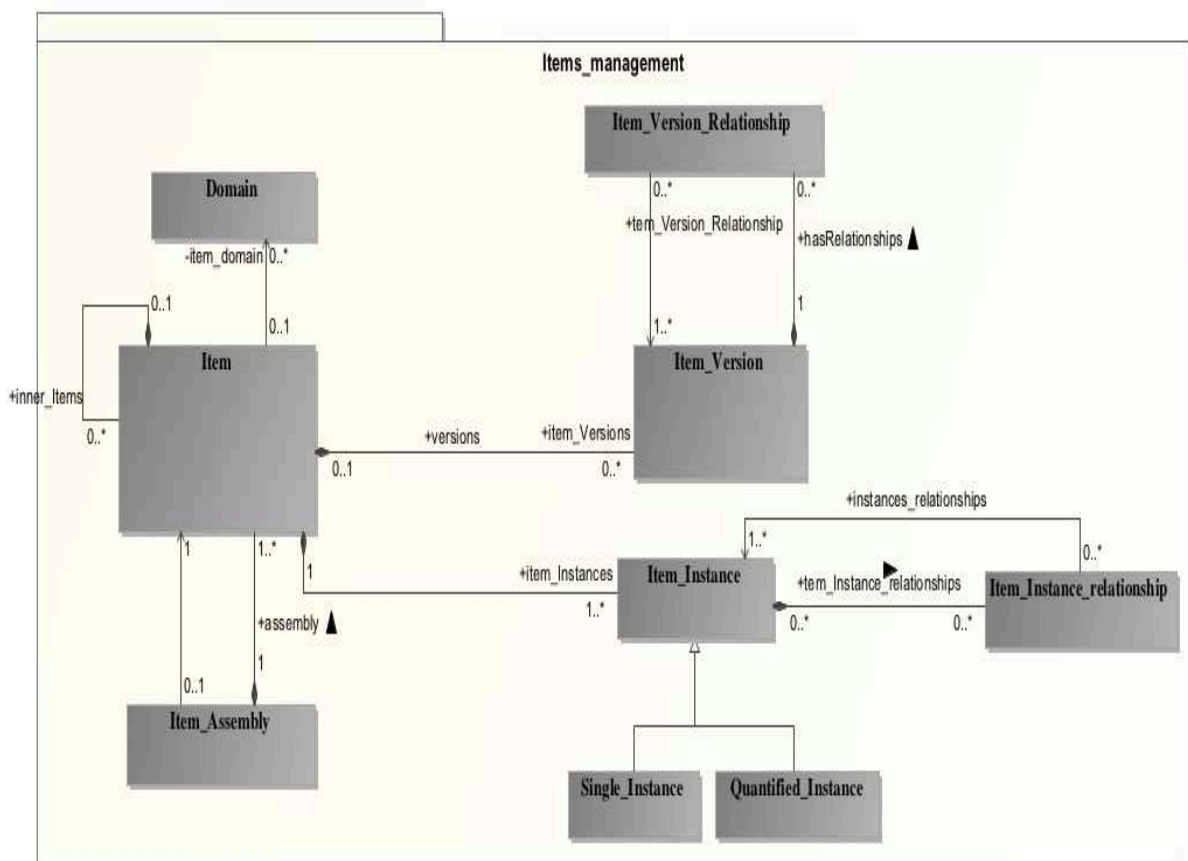 Items_management
Item_Version_Relationship
0..*
0..*
+tem_Version_Relationship
+hasRelationships
1..*
1
Domain
-item_domain
0..*
0..1
0..1
Item
Item_Version
+inner_Items
0..*
+versions
+item_Versions
0..1
0..*
+instances_relationships
1
1..*
1
+item_Instances
1..*
Item_Instance
1..*
0..*
+tem_Instance_relationships
Item_Instance_relationship
0..*
0..*
+assembly
1
0..1
Item_Assembly
Single_Instance
Quantified_Instance